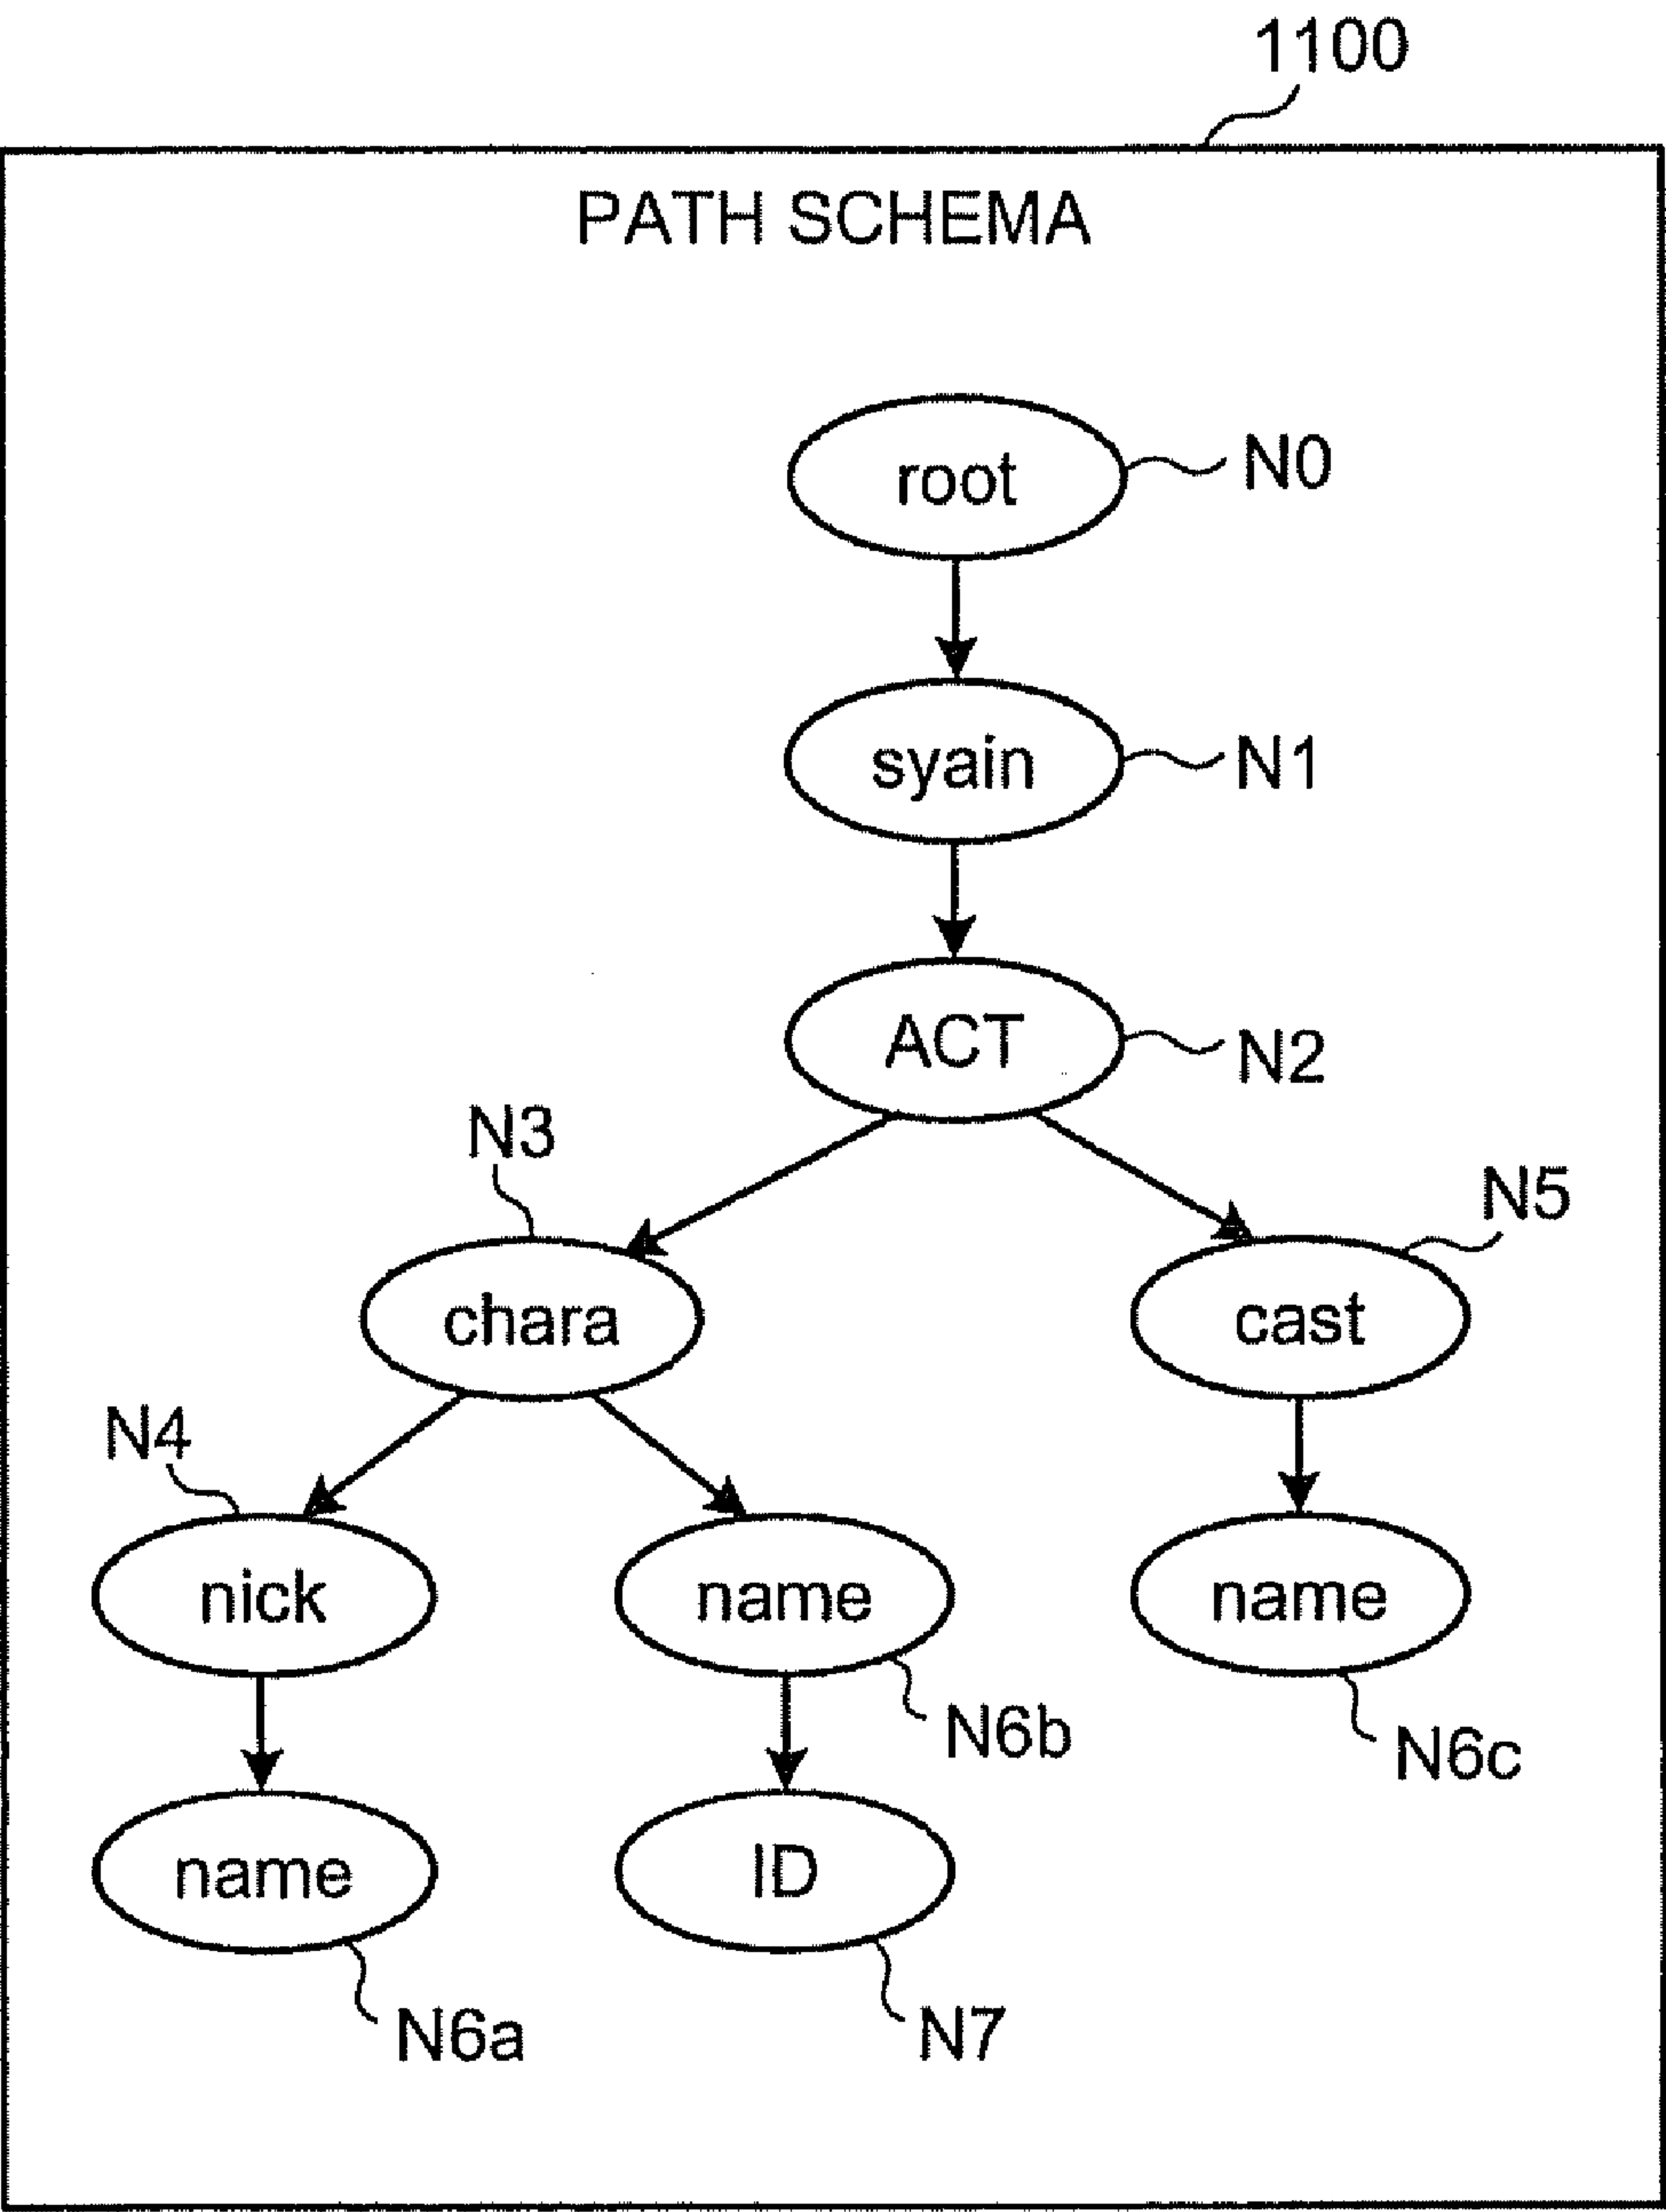 1100
PATH SCHEMA
root
N0
syain
N1
ACT
N2
N3
N5
chara
cast
N4
nick
name
name
N6b
N6c
name
ID
N6a
N7